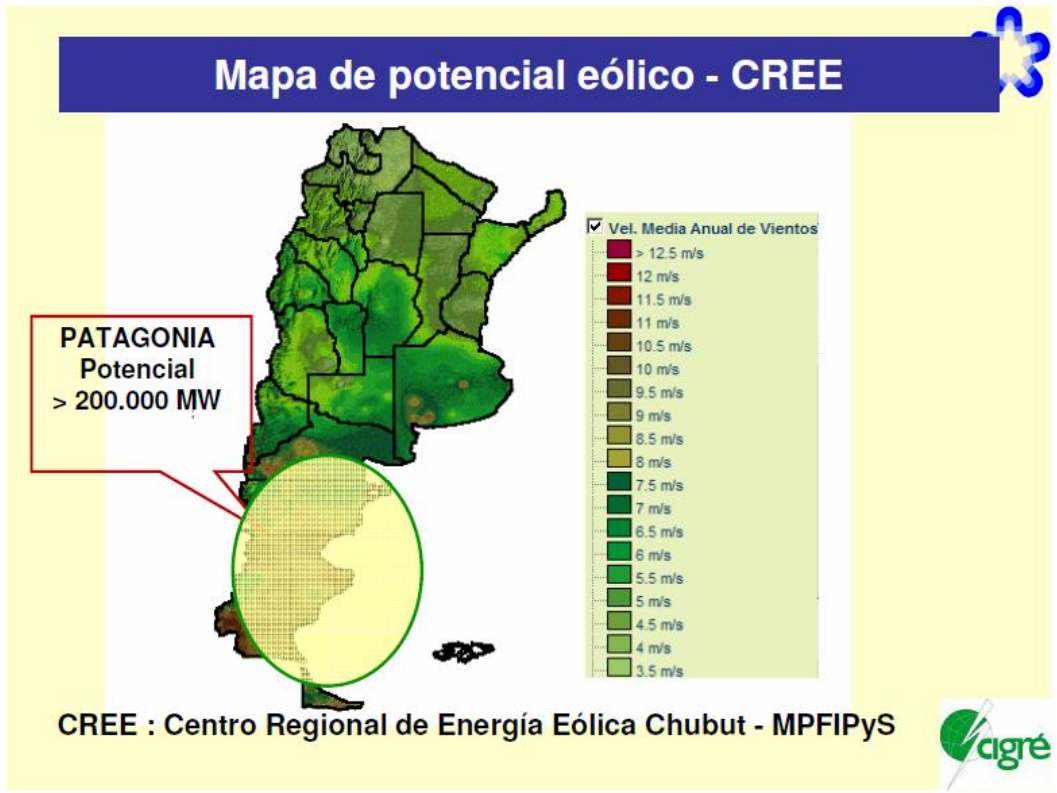 Mapa de potencial eólico - CREE
PATAGONIA
Potencial
> 200.000 MW
Vel. Media Anual de Vientos
> 12.5 m/s
12 m/s
11.5 m/s
11 m/s
10.5 m/s
10 m/s
9.5 m/s
9 m/s
8.5 m/s
8 m/s
7.5 m/s
7 m/s
6.5 m/s
6 m/s
5.5 m/s
5 m/s
4.5 m/s
4 m/s
3.5 m/s
CREE : Centro Regional de Energía Eólica Chubut - MPFIPyS
cigré